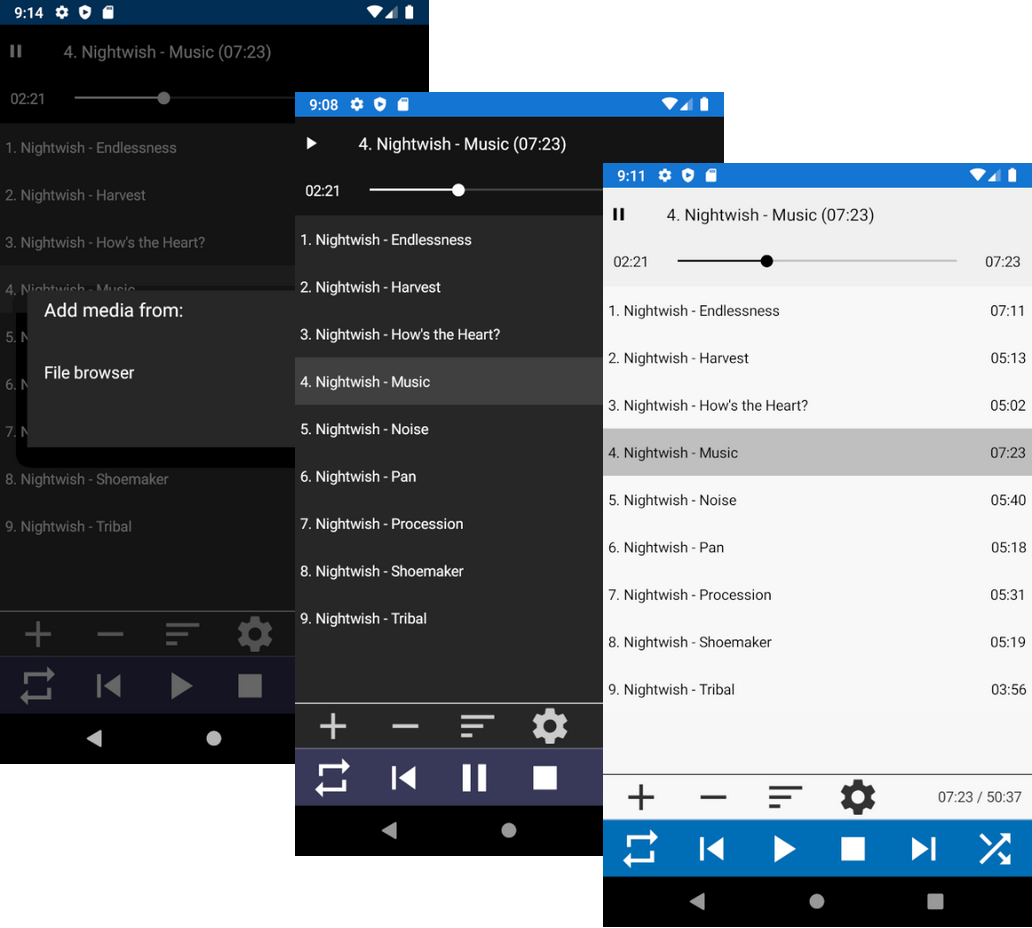 9:14
4. Nightwish - Music (07:23)
02:21
1. Nightwish - Endlessness
2. Nightwish - Harvest
3. Nightwish - How's the Heart?
4. Nightwish - Music
Add media from:
5. N
File browser
6. N
7. N
8. Nightwish - Shoemaker
9. Nightwish - Tribal
9:08
4. Nightwish - Music (07:23)
02:21
1. Nightwish - Endlessness
2. Nightwish - Harvest
3. Nightwish - How's the Heart?
4. Nightwish - Music
5. Nightwish - Noise
6. Nightwish - Pan
7. Nightwish - Procession
8. Nightwish - Shoemaker
9. Nightwish - Tribal
9:11
4. Nightwish - Music (07:23)
02:21 07:23
1. Nightwish - Endlessness 07:11
2. Nightwish - Harvest 05:13
3. Nightwish - How's the Heart? 05:02
4. Nightwish - Music 07:23
5. Nightwish - Noise 05:40
6. Nightwish - Pan 05:18
7. Nightwish - Procession 05:31
8. Nightwish - Shoemaker 05:19
9. Nightwish - Tribal 03:56
07:23 / 50:37